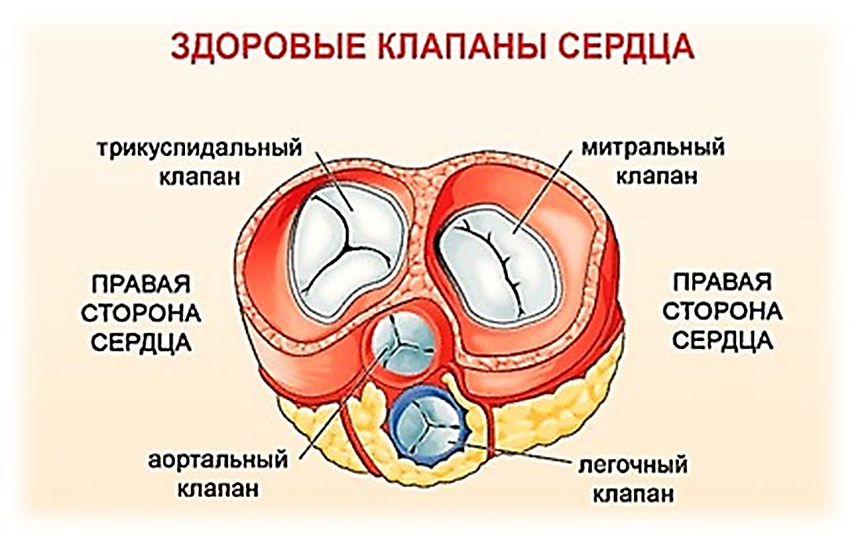 ЗДОРОВЫЕ КЛАПАНЫ СЕРДЦА
трикуспидальный
клапан
митральный
клапан
ПРАВАЯ
СТОРОНА
СЕРДЦА
ПРАВАЯ
СТОРОНА
СЕРДЦА
аортальный
клапан
легочный
клапан